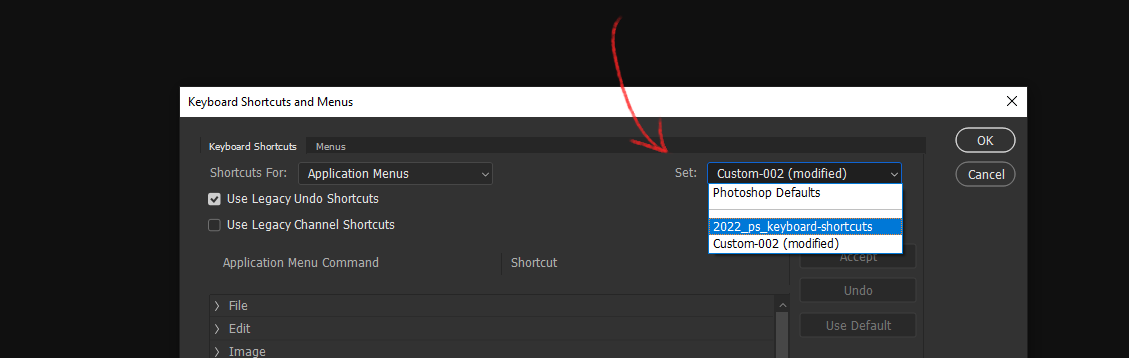 Keyboard Shortcuts and Menus
Keyboard Shortcuts Menus OK
Shortcuts For: Application Menus Set: Custom-002 (modified) Cancel
Photoshop Defaults
Use Legacy Undo Shortcuts
Use Legacy Channel Shortcuts 2022_ps_keyboard-shortcuts
Custom-002 (modified)
Application Menu Command Shortcut Accept
Undo
File
Edit Use Default
Image